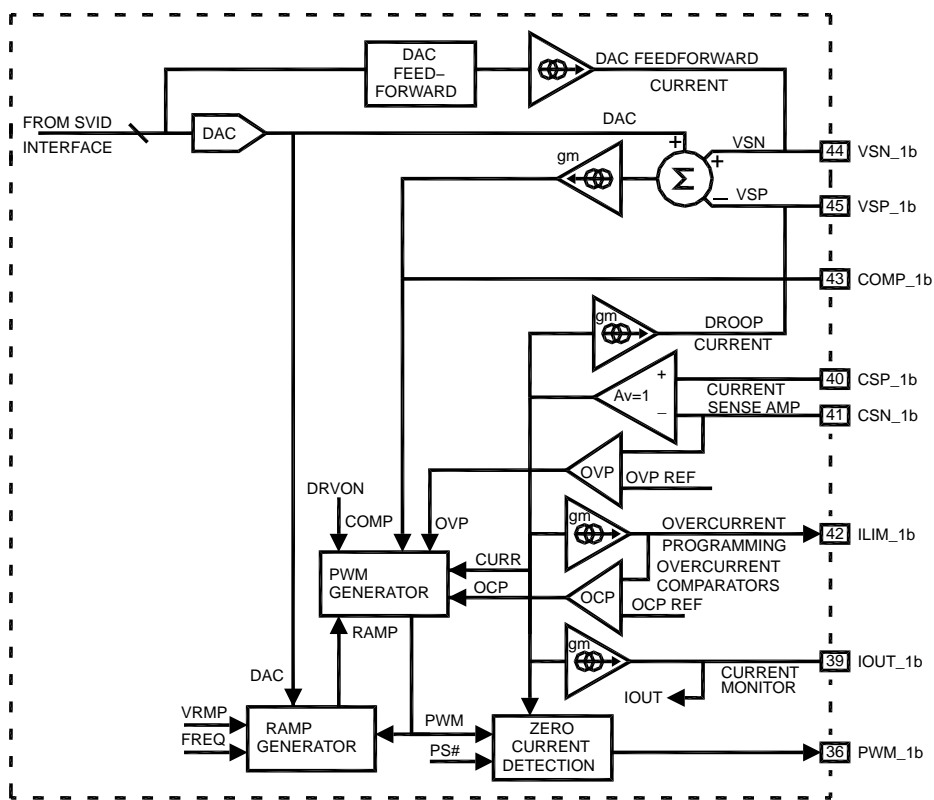 DAC
FEED–
FORWARD
DAC FEEDFORWARD
CURRENT
FROM SVID
INTERFACE
DAC
DAC
gm
+
+
Σ
—
VSN
44 VSN_1b
VSP
45 VSP_1b
43 COMP_1b
gm
DROOP
CURRENT
+
Av=1
–
40 CSP_1b
CURRENT
SENSE AMP
41 CSN_1b
OVP
OVP REF
DRVON
COMP
OVP
gm
OVERCURRENT
42 ILIM_1b
PROGRAMMING
OVERCURRENT
COMPARATORS
PWM
GENERATOR
CURR
OCP
OCP
OCP REF
RAMP
gm
39 IOUT_1b
CURRENT
MONITOR
IOUT
DAC
VRMP
FREQ
RAMP
GENERATOR
PWM
PS#
ZERO
CURRENT
DETECTION
36 PWM_1b